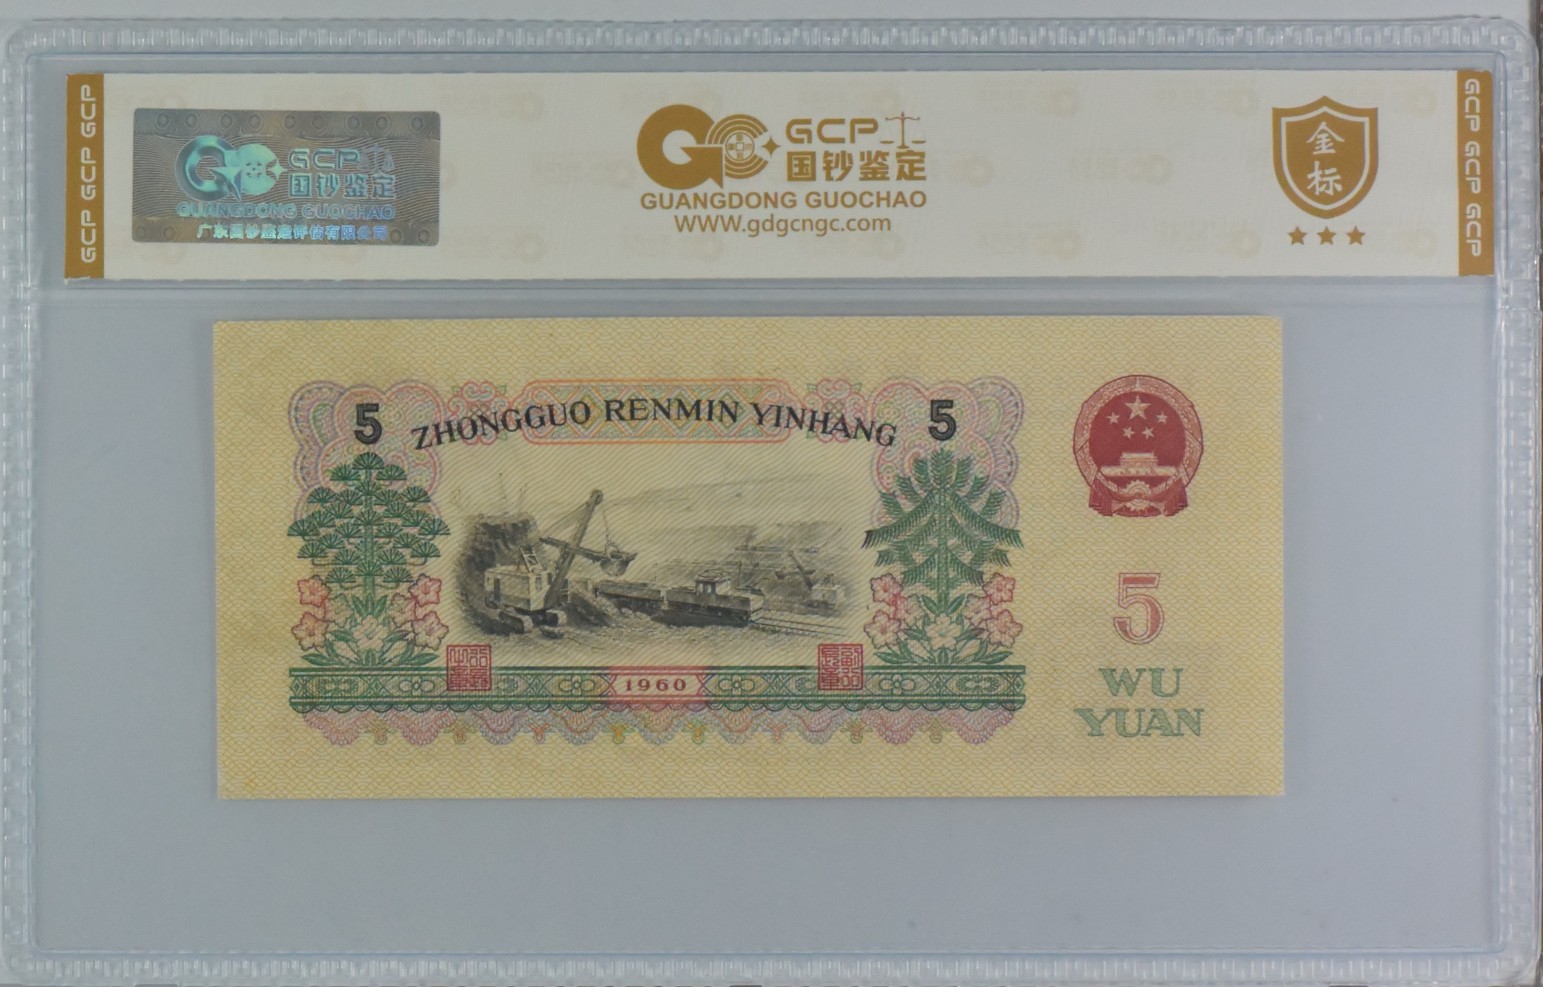 GCP GCP GCP
GCP
国钞鉴定
GUANGDONG GUOCHAO
广东国钞鉴定评估有限公司
GCP
国钞鉴定
GUANGDONG GUOCHAO
WWW.gdgcngc.com
金
标
GCP GCP GCP
5
ZHONGGUO RENMIN YINHANG
5
5
WU
YUAN
1960